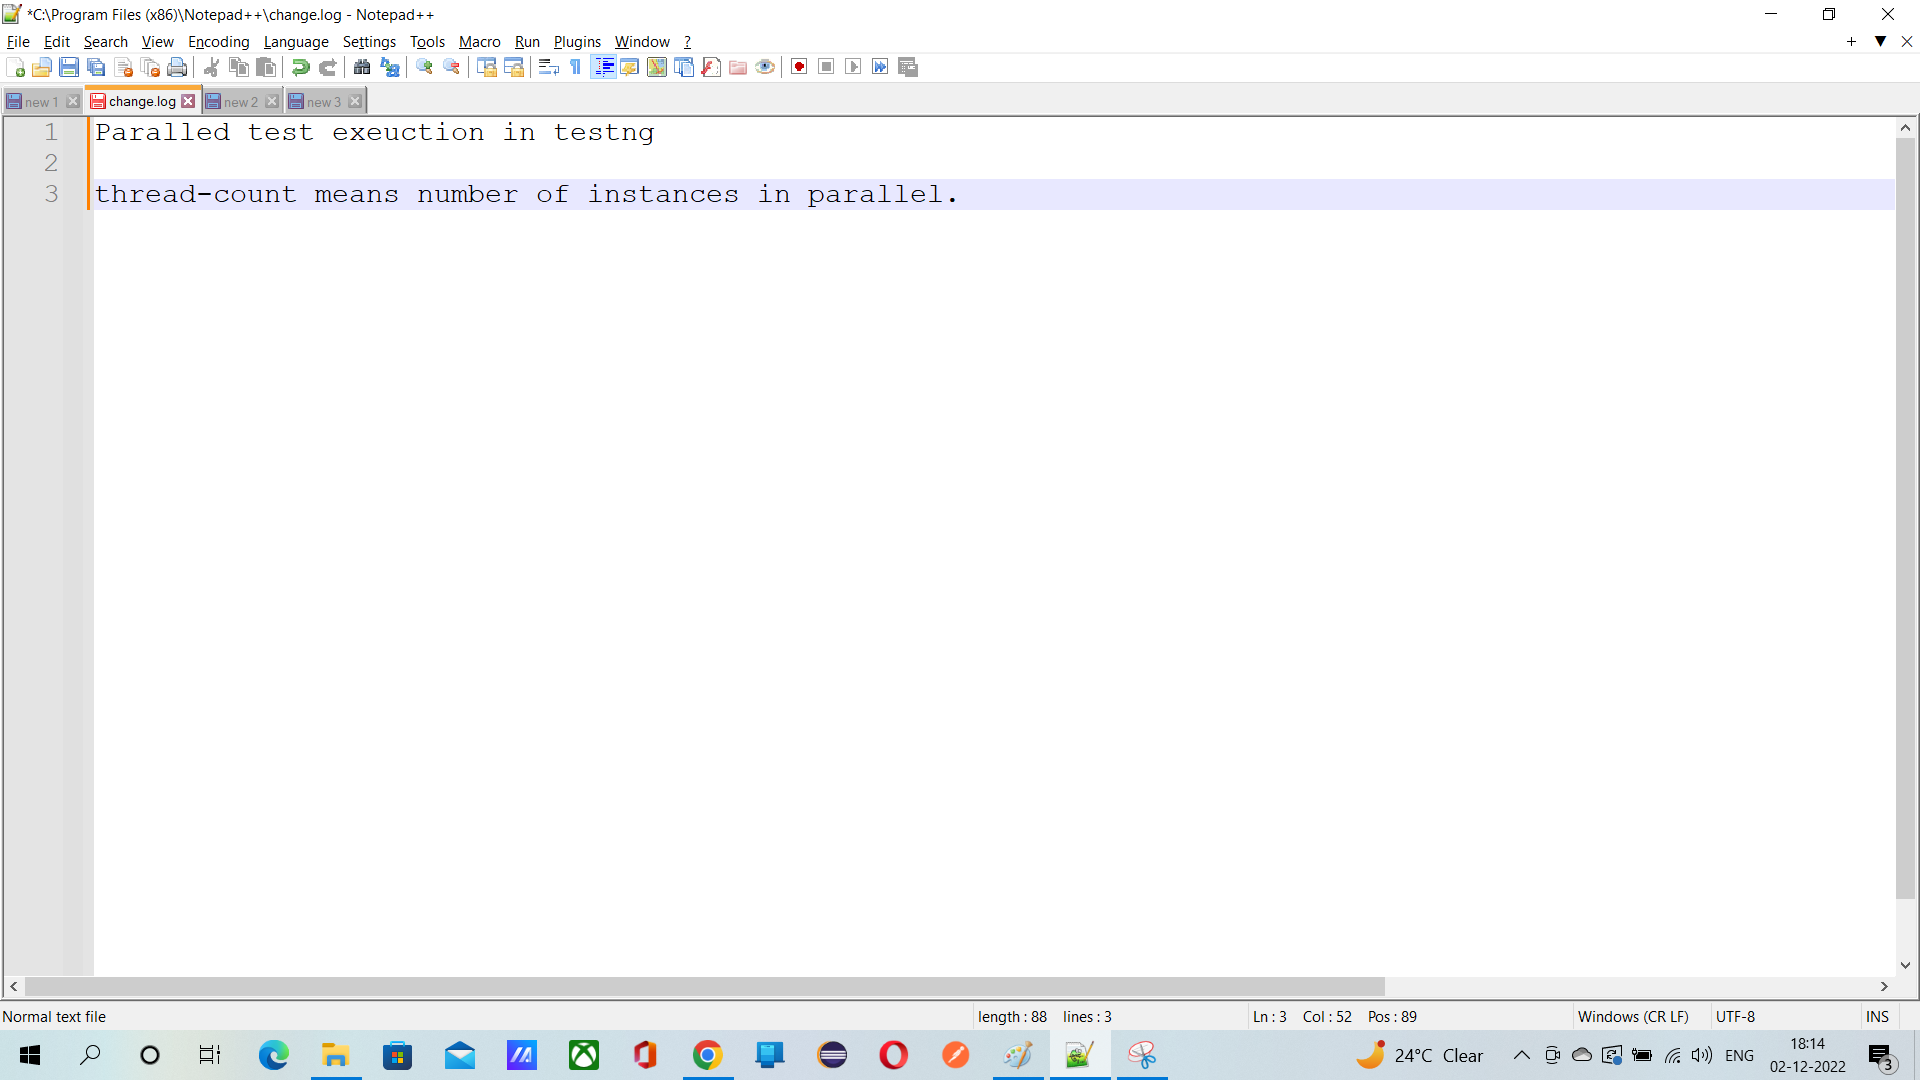 *C:\Program Files (x86)\Notepad++\change.log - Notepad++
File Edit Search View Encoding Language Settings Tools Macro Run Plugins Window ?
new 1 change.log new 2 new 3
1 Paralled test exeuction in testng
2
3 thread-count means number of instances in parallel.
Normal text file length : 88 lines : 3 Ln : 3 Col : 52 Pos : 89 Windows (CR LF) UTF-8 INS
24°C Clear ENG 18:14
02-12-2022 3